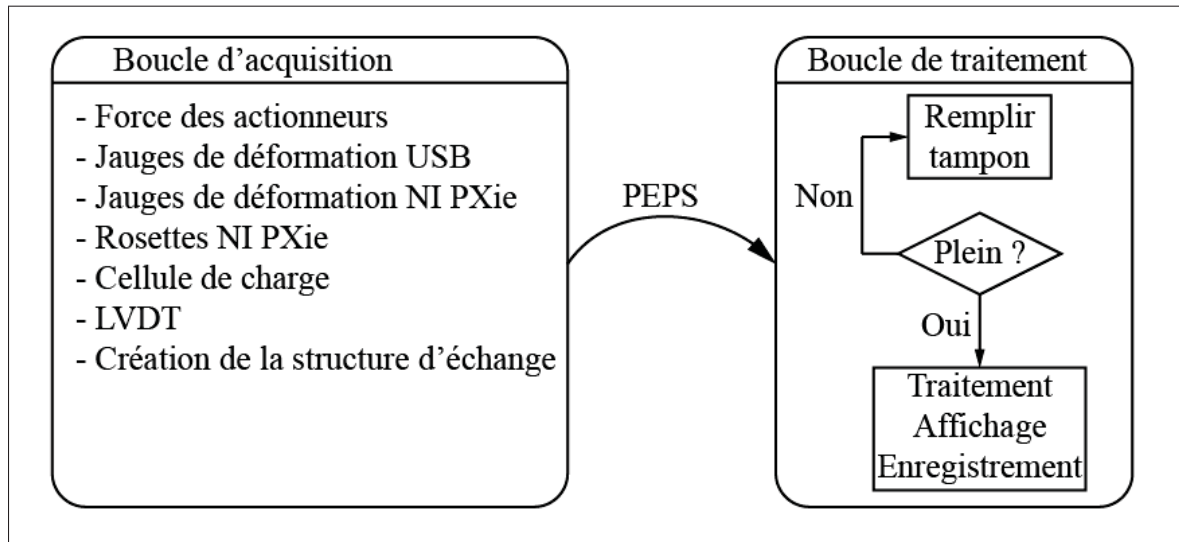 Boucle d’acquisition
- Force des actionneurs
- Jauges de déformation USB
- Jauges de déformation NI PXie
- Rosettes NI PXie
- Cellule de charge
- LVDT
- Création de la structure d’échange
PEPS
Boucle de traitement
Remplir
tampon
Non
Plein ?
Oui
Traitement
Affichage
Enregistrement